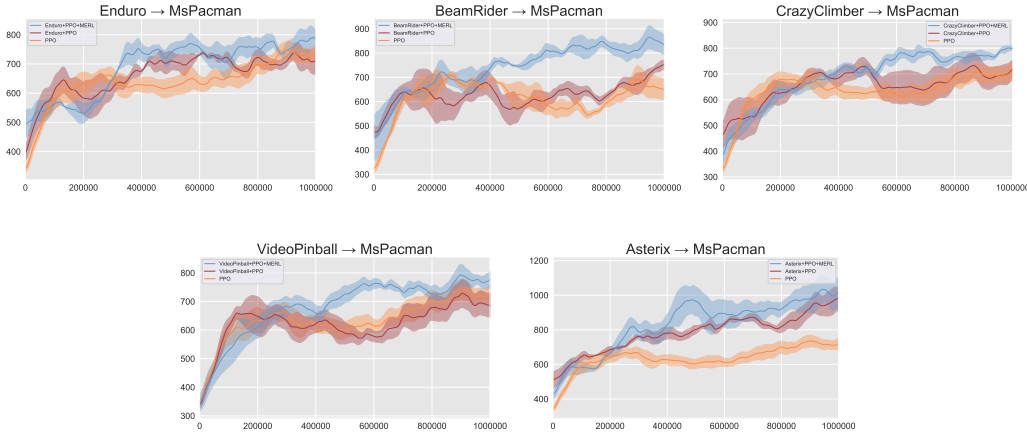 Enduro → MsPacman
Enduro+PPO+MERL
Enduro+PPO
PPO
800
700
600
500
400
0 200000 400000 600000 800000 1000000
BeamRider → MsPacman
BeamRider+PPO+MERL
BeamRider+PPO
PPO
900
800
700
600
500
400
300
0 200000 400000 600000 800000 1000000
CrazyClimber → MsPacman
CrazyClimber+PPO+MERL
CrazyClimber+PPO
PPO
900
800
700
600
500
400
300
0 200000 400000 600000 800000 1000000
VideoPinball → MsPacman
VideoPinball+PPO+MERL
VideoPinball+PPO
PPO
800
700
600
500
400
300
0 200000 400000 600000 800000 1000000
Asterix → MsPacman
Asterix+PPO+MERL
Asterix+PPO
PPO
1200
1000
800
600
400
0 200000 400000 600000 800000 1000000